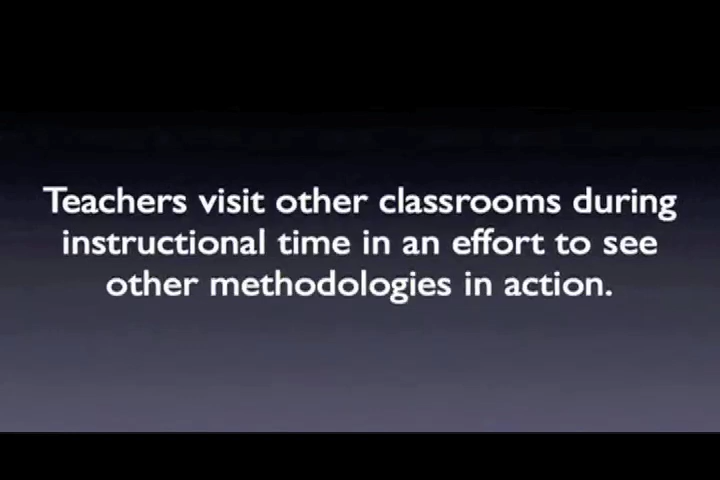 Teachers visit other classrooms during
instructional time in an effort to see
other methodologies in action.